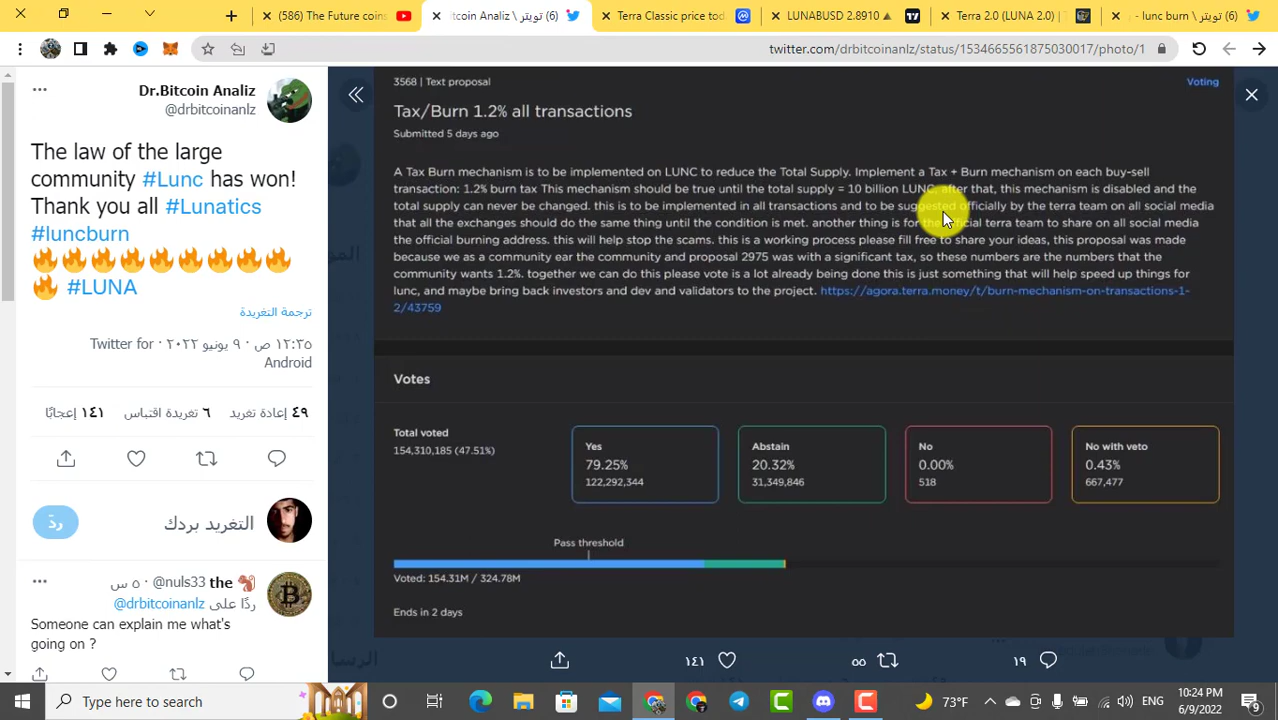 (586) The Future coins
تويتر \ Bitcoin Analiz (6)
Terra Classic price tod
LUNABUSD 2.8910
Terra 2.0 (LUNA 2.0) |
تويتر \ lunc burn - (6)
twitter.com/drbitcoinanlz/status/1534665561875030017/photo/1
Dr.Bitcoin Analiz
@drbitcoinanlz
The law of the large
community #Lunc has won!
Thank you all #Lunatics
#luncburn
🔥🔥🔥🔥🔥🔥🔥🔥🔥
🔥 #LUNA
ترجمة التغريدة
١٢:٣٥ ص · ٩ يونيو ٢٠٢٢ · Twitter for
Android
٤٩ إعادة تغريد ٦ تغريدة اقتباس ١٤١ إعجابًا
التغريد بردك
ردّ
the 🐿️ @nuls33 · ٥ س
ردًا على @drbitcoinanlz
Someone can explain me what's
going on ?
3568 | Text proposal
Voting
Tax/Burn 1.2% all transactions
Submitted 5 days ago
A Tax Burn mechanism is to be implemented on LUNC to reduce the Total Supply. Implement a Tax + Burn mechanism on each buy-sell
transaction: 1.2% burn tax This mechanism should be true until the total supply = 10 billion LUNC, after that, this mechanism is disabled and the
total supply can never be changed. this is to be implemented in all transactions and to be suggested officially by the terra team on all social media
that all the exchanges should do the same thing until the condition is met. another thing is for the official terra team to share on all social media
the official burning address. this will help stop the scams. this is a working process please fill free to share your ideas, this proposal was made
because we as a community ear the community and proposal 2975 was with a significant tax, so these numbers are the numbers that the
community wants 1.2%. together we can do this please vote is a lot already being done this is just something that will help speed up things for
lunc, and maybe bring back investors and dev and validators to the project. https://agora.terra.money/t/burn-mechanism-on-transactions-1-
2/43759
Votes
Total voted
154,310,185 (47.51%)
Yes
79.25%
122,292,344
Abstain
20.32%
31,349,846
No
0.00%
518
No with veto
0.43%
667,477
Pass threshold
Voted: 154.31M / 324.78M
Ends in 2 days
١٩ ٥٥ ١٤١
Type here to search
73°F
ENG
10:24 PM
6/9/2022
9